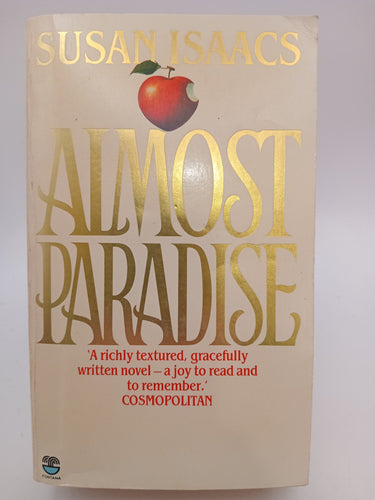 SUSAN ISAACS
ALMOST
PARADISE
'A richly textured, gracefully
written novel – a joy to read and
to remember.'
COSMOPOLITAN
FONTANA